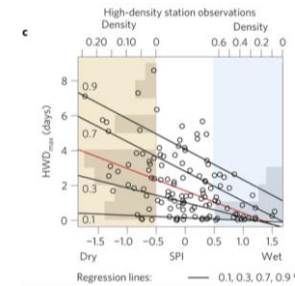 High-density station observations
Density Density
0.20 0.10 0 0.6 0.4 0.2 0
c
HWDmax (days)
8
6
4
2
0
0.9
0.7
0.3
0.1
−1.5 −1.0 −0.5 0 0.5 1.0 1.5
Dry SPI Wet
Regression lines: 0.1, 0.3, 0.7, 0.9